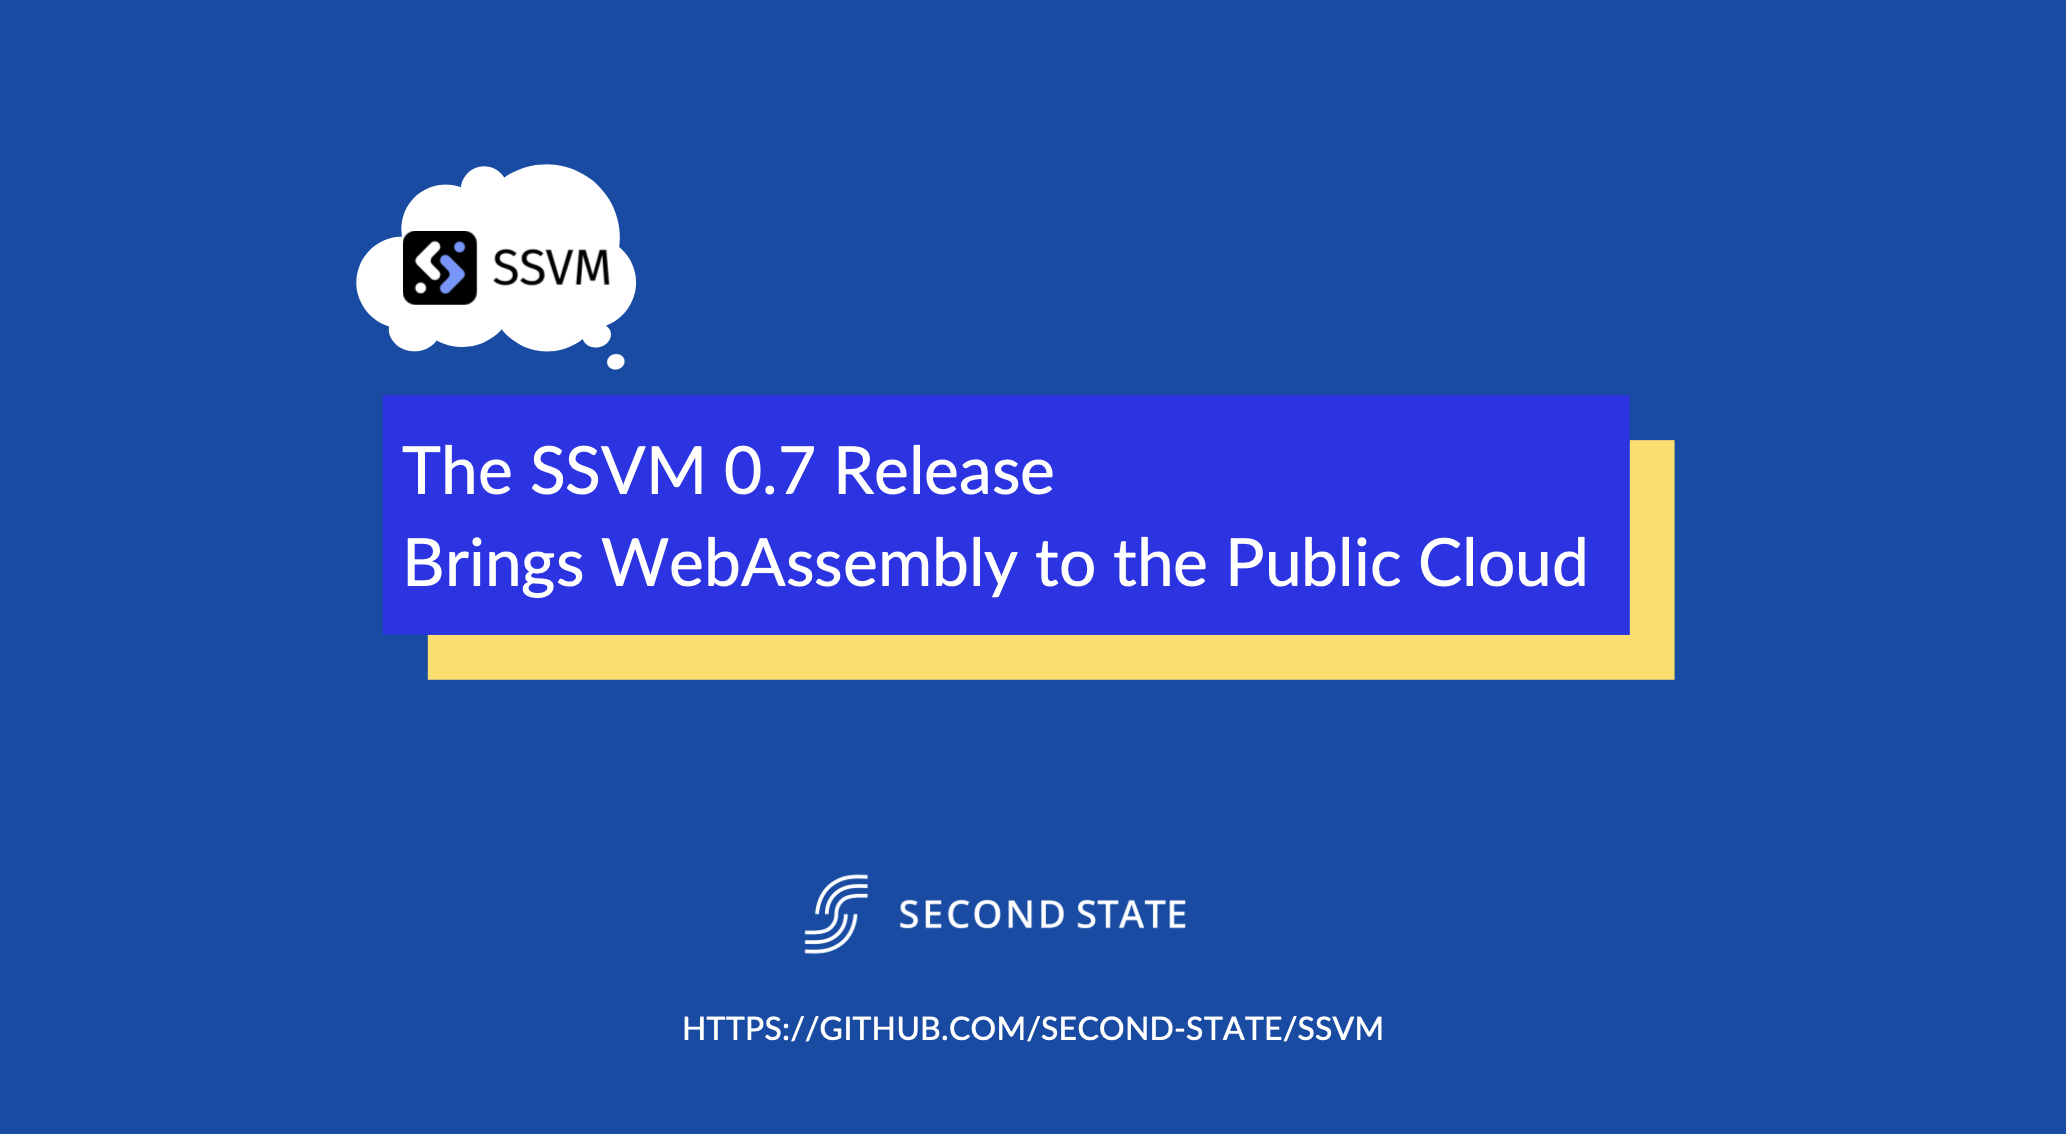 SSVM
The SSVM 0.7 Release
Brings WebAssembly to the Public Cloud
SECOND STATE
HTTPS://GITHUB.COM/SECOND-STATE/SSVM